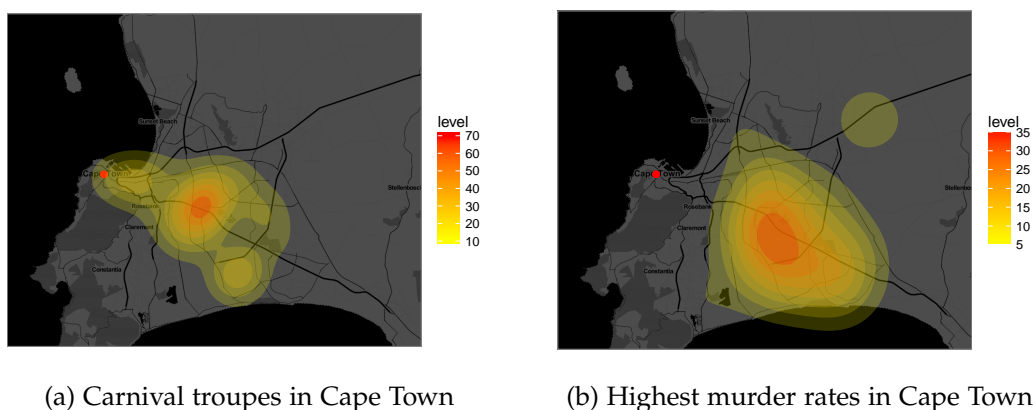 Sunset Beach
Cape Town
Rosebank
Claremont
Constantia
Stellenbosc
level
70
60
50
40
30
20
10
(a) Carnival troupes in Cape Town
Sunset Beach
Cape Town
Rosebank
Claremont
Constantia
Stellenbosch
level
35
30
25
20
15
10
5
(b) Highest murder rates in Cape Town